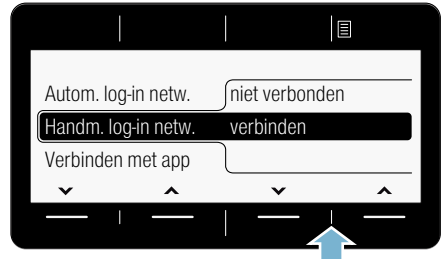 Autom. log-in netw. niet verbonden
Handm. log-in netw. verbinden
Verbinden met app